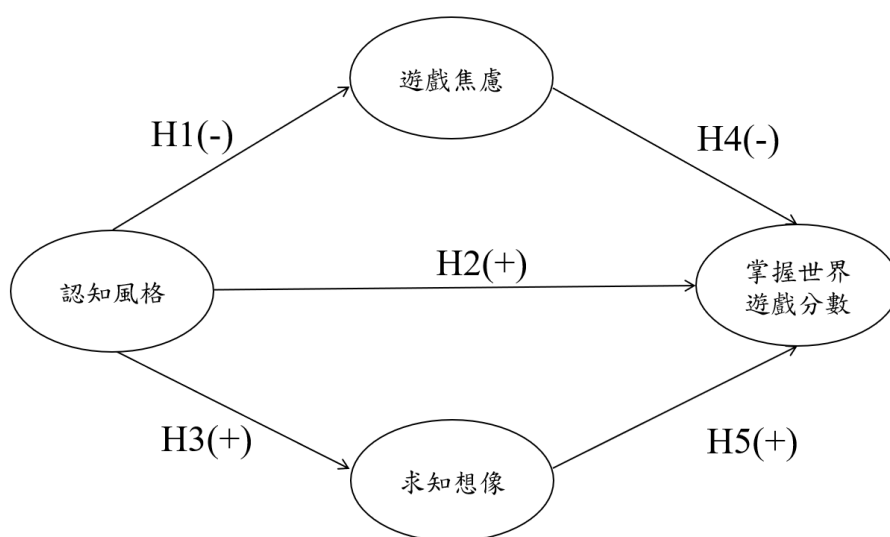 遊戲焦慮
H1(-)
H4(-)
H2(+)
認知風格
掌握世界
遊戲分數
H3(+)
H5(+)
求知想像